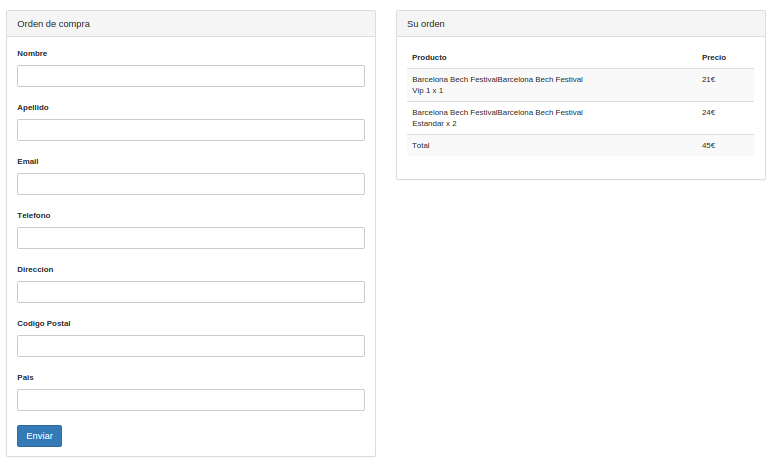 Orden de compra
Nombre
Apellido
Email
Telefono
Direccion
Codigo Postal
Pais
Enviar
Su orden
Producto Precio
Barcelona Bech FestivalBarcelona Bech Festival 21€
Vip 1 x 1
Barcelona Bech FestivalBarcelona Bech Festival 24€
Estandar x 2
Total 45€